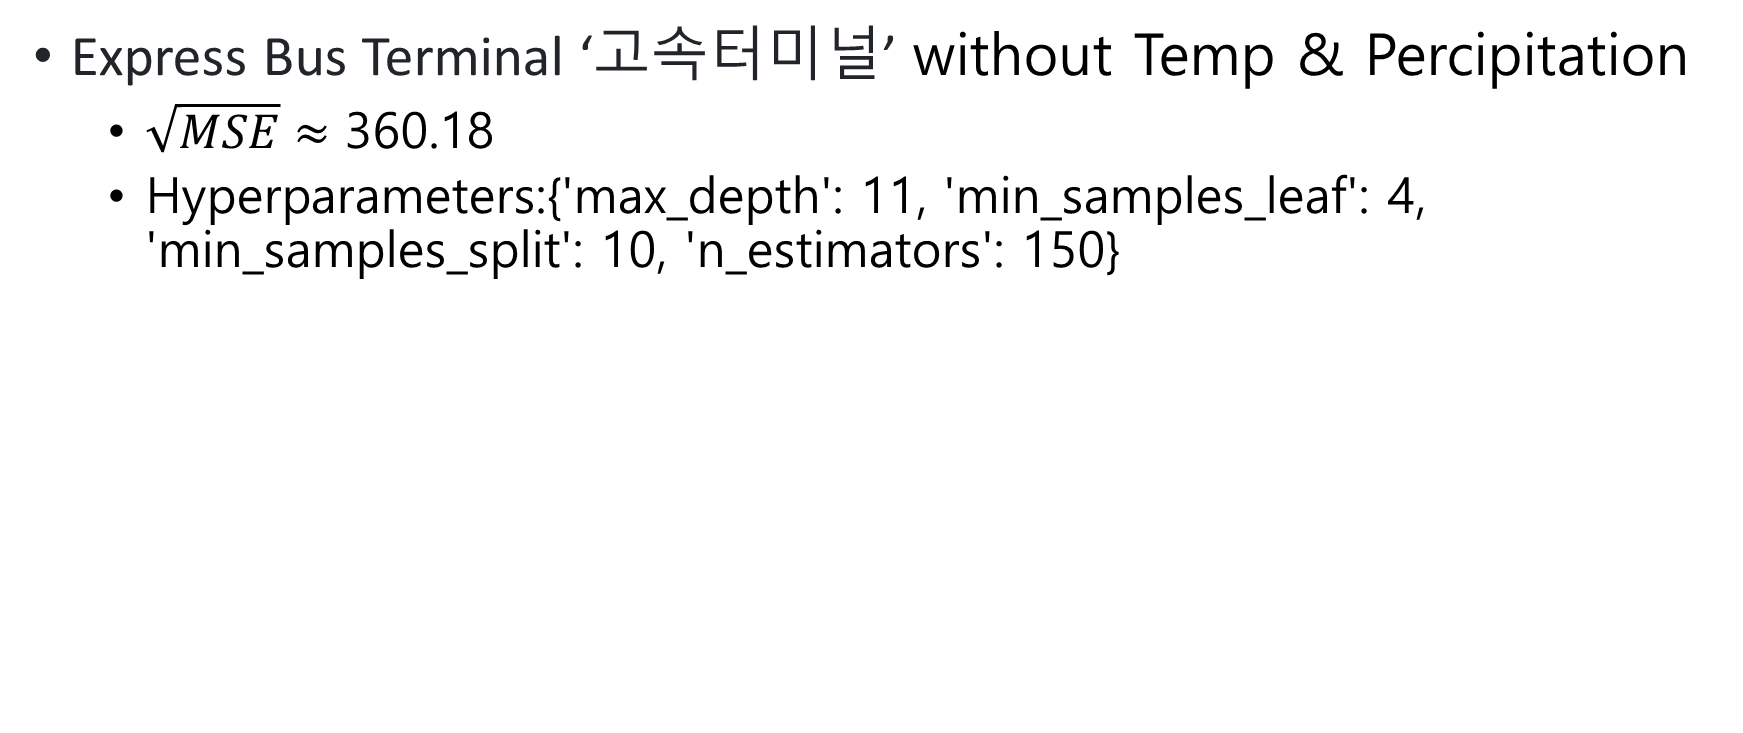 • Express Bus Terminal ‘고속터미널’ without Temp & Percipitation
• √MSE ≈ 360.18
• Hyperparameters:{'max_depth': 11, 'min_samples_leaf': 4,
'min_samples_split': 10, 'n_estimators': 150}